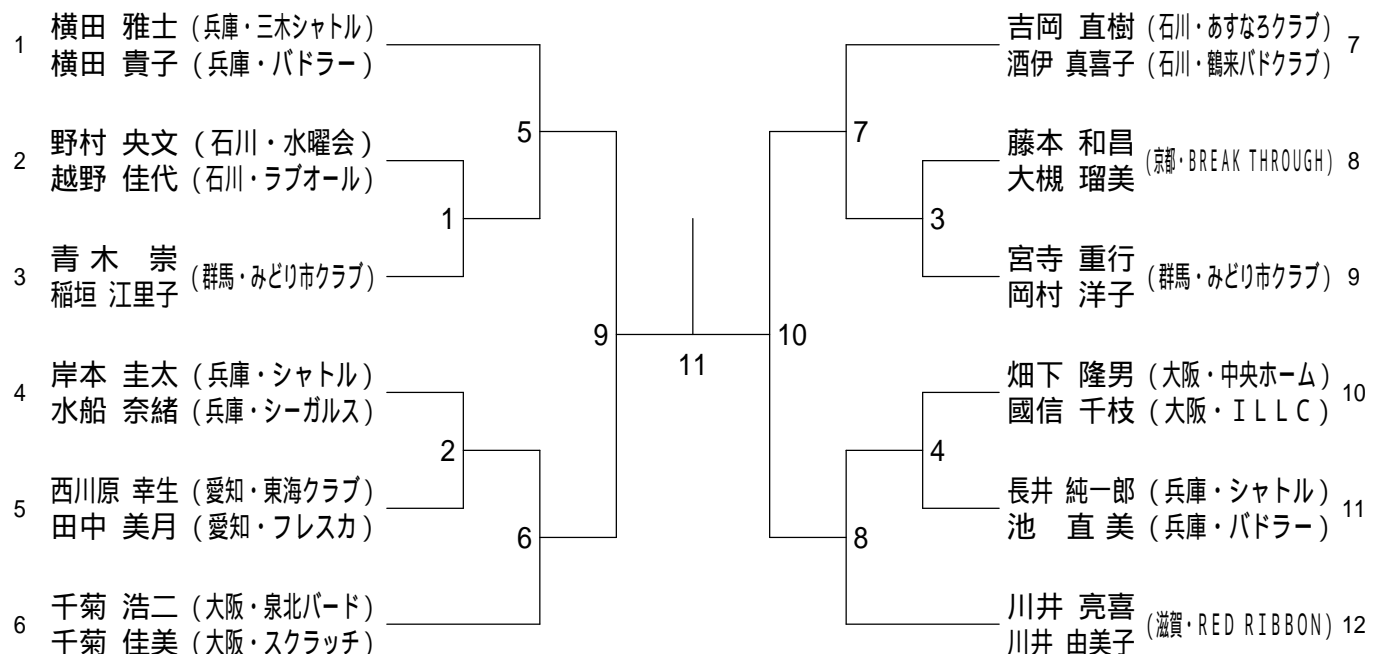 1 横田 雅士 (兵庫・三木シャトル)
横田 貴子 (兵庫・バドラー)
2 野村 央文 (石川・水曜会)
越野 佳代 (石川・ラブオール)
3 青木 崇 (群馬・みどり市クラブ)
稲垣 江里子
4 岸本 圭太 (兵庫・シャトル)
水船 奈緒 (兵庫・シーガルス)
5 西川原 幸生 (愛知・東海クラブ)
田中 美月 (愛知・フレスカ)
6 千菊 浩二 (大阪・泉北バード)
千菊 佳美 (大阪・スクラッチ)
5
1
2
6
9
11
10
7
3
4
8
吉岡 直樹 (石川・あすなろクラブ) 7
酒伊 真喜子 (石川・鶴来バドクラブ)
藤本 和昌 (京都・BREAK THROUGH) 8
大槻 瑠美
宮寺 重行 (群馬・みどり市クラブ) 9
岡村 洋子
畑下 隆男 (大阪・中央ホーム) 10
國信 千枝 (大阪・ILLC)
長井 純一郎 (兵庫・シャトル) 11
池 直美 (兵庫・バドラー)
川井 亮喜 (滋賀・RED RIBBON) 12
川井 由美子